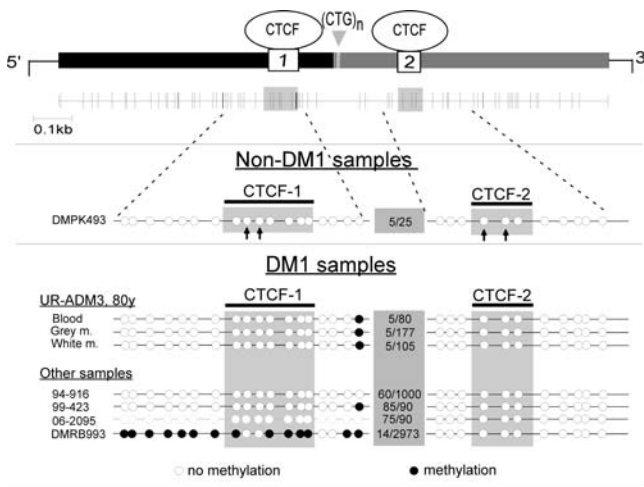 CTCF (CTG)n CTCF
5' 1 2 3'
0.1kb
Non-DM1 samples
CTCF-1 CTCF-2
DMPK493 5/25
DM1 samples
UR-ADM3, 80y CTCF-1 CTCF-2
Blood 5/80
Grey m. 5/177
White m. 5/105
Other samples
94-916 60/1000
99-423 85/90
06-2095 75/90
DMRB993 14/2973
no methylation methylation